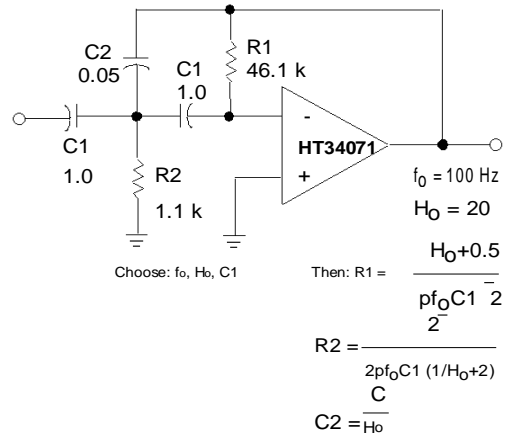 C2
0.05
R1
46.1 k
C1
1.0
C1
1.0
R2
1.1 k
-
+
HT34071
fo = 100 Hz
Ho = 20
Choose: fo, Ho, C1
Then: R1 =
Ho+0.5
pfoC1 √2
R2 =
√2
2pfoC1 (1/Ho+2)
C2 =
C
Ho